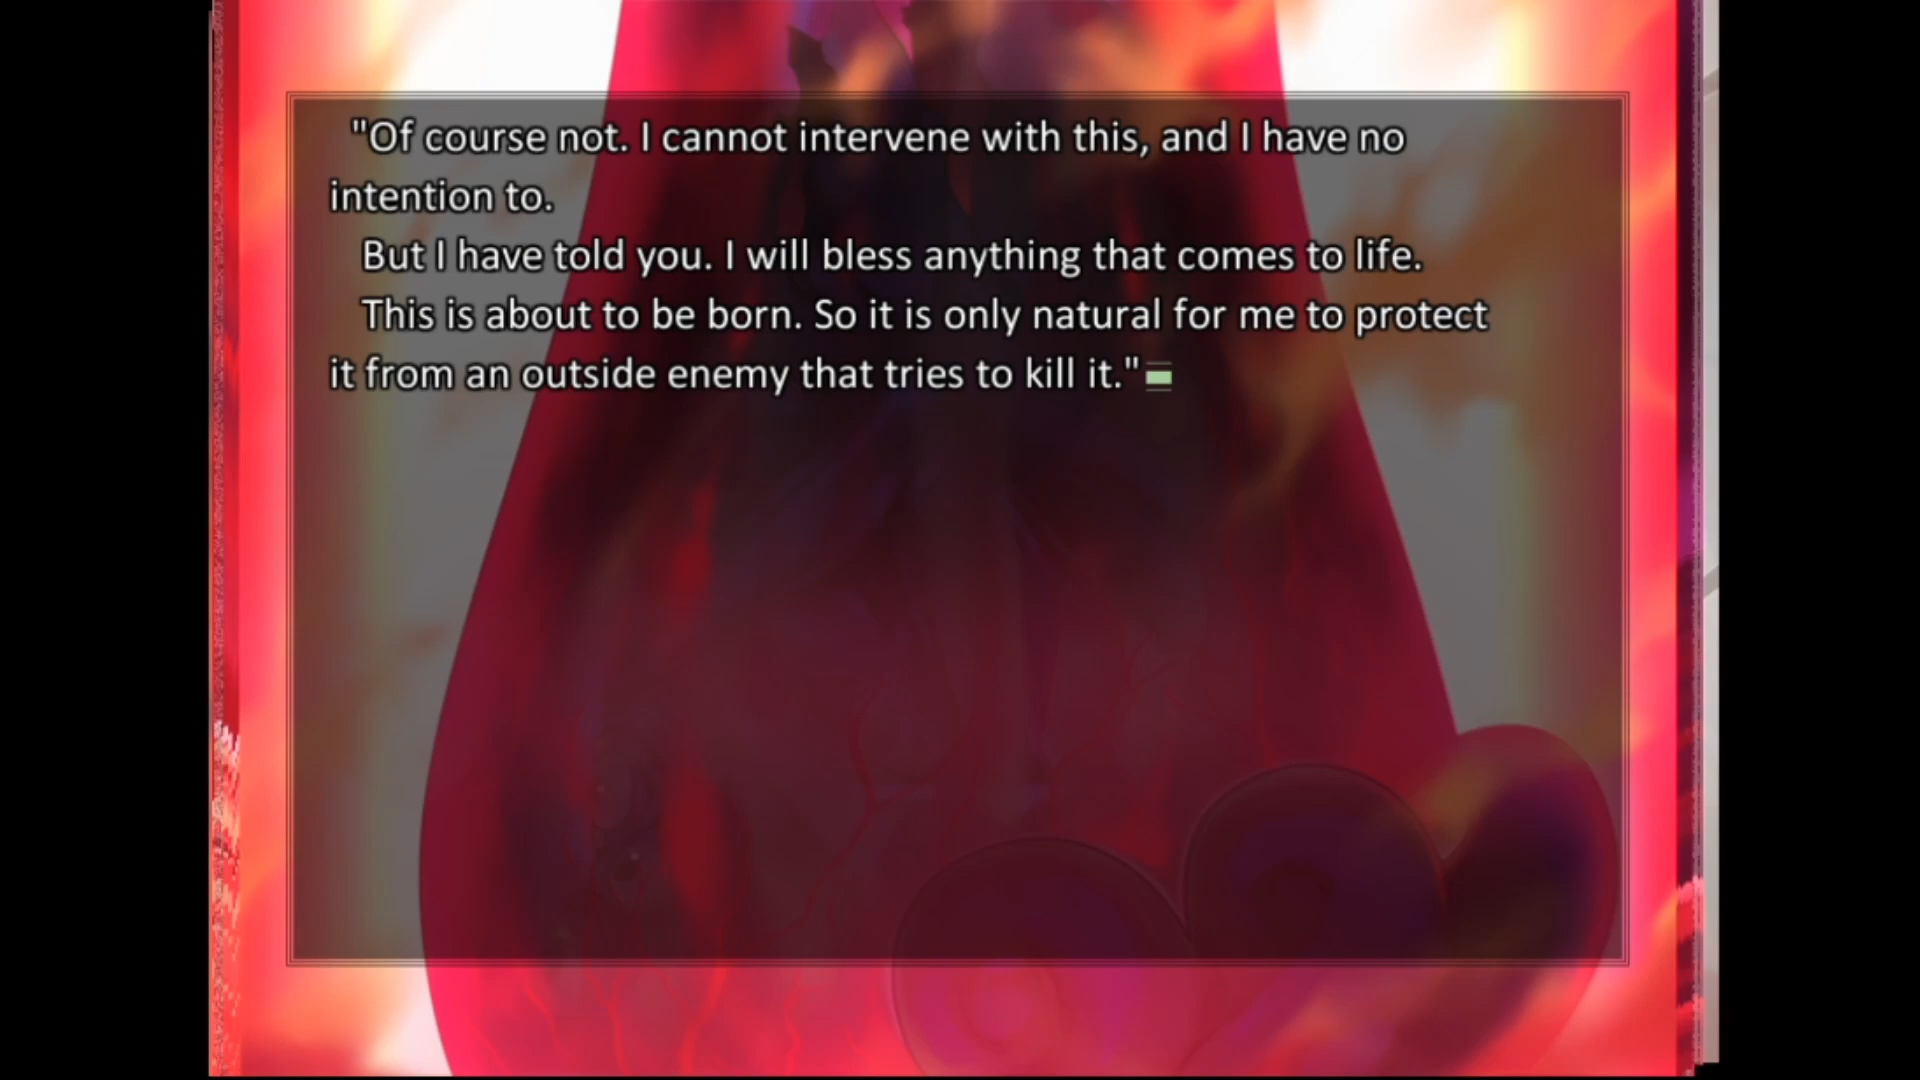 "Of course not. I cannot intervene with this, and I have no
intention to.
But I have told you. I will bless anything that comes to life.
This is about to be born. So it is only natural for me to protect
it from an outside enemy that tries to kill it."